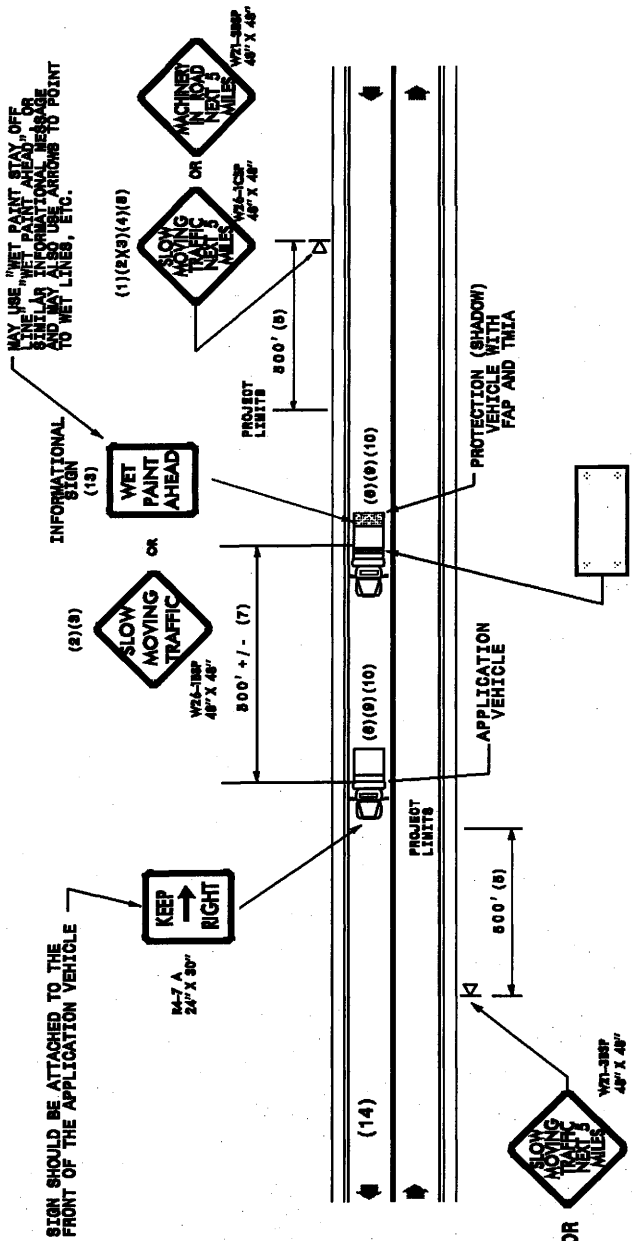 MAY USE "WET PAINT STAY OFF
LINE" "WET PAINT AHEAD", OR
SIMILAR INFORMATIONAL MESSAGE
AND MAY ALSO USE ARROWS TO POINT
TO WET LINES, ETC.
SIGN SHOULD BE ATTACHED TO THE
FRONT OF THE APPLICATION VEHICLE
KEEP
RIGHT
R4-7 A
24" X 30"
(2)(3)
SLOW
MOVING
TRAFFIC
W26-1BSP
48" X 48"
OR
INFORMATIONAL
SIGN
(13)
WET
PAINT
AHEAD
(1)(2)(3)(4)(5)
SLOW
MOVING
TRAFFIC
NEXT 5
MILES
W26-1CSP
48" X 48"
OR
MACHINERY
IN ROAD
NEXT 5
MILES
W21-3BSP
48" X 48"
500' +/- (7)
PROJECT
LIMITS
500' (5)
(14)
(6)(9)(10)
(6)(9)(10)
PROJECT
LIMITS
500' (5)
APPLICATION
VEHICLE
PROTECTION (SHADOW)
VEHICLE WITH
FAP AND TMIA
OR
SLOW
MOVING
TRAFFIC
NEXT 5
MILES
W21-3BSP
48" X 48"